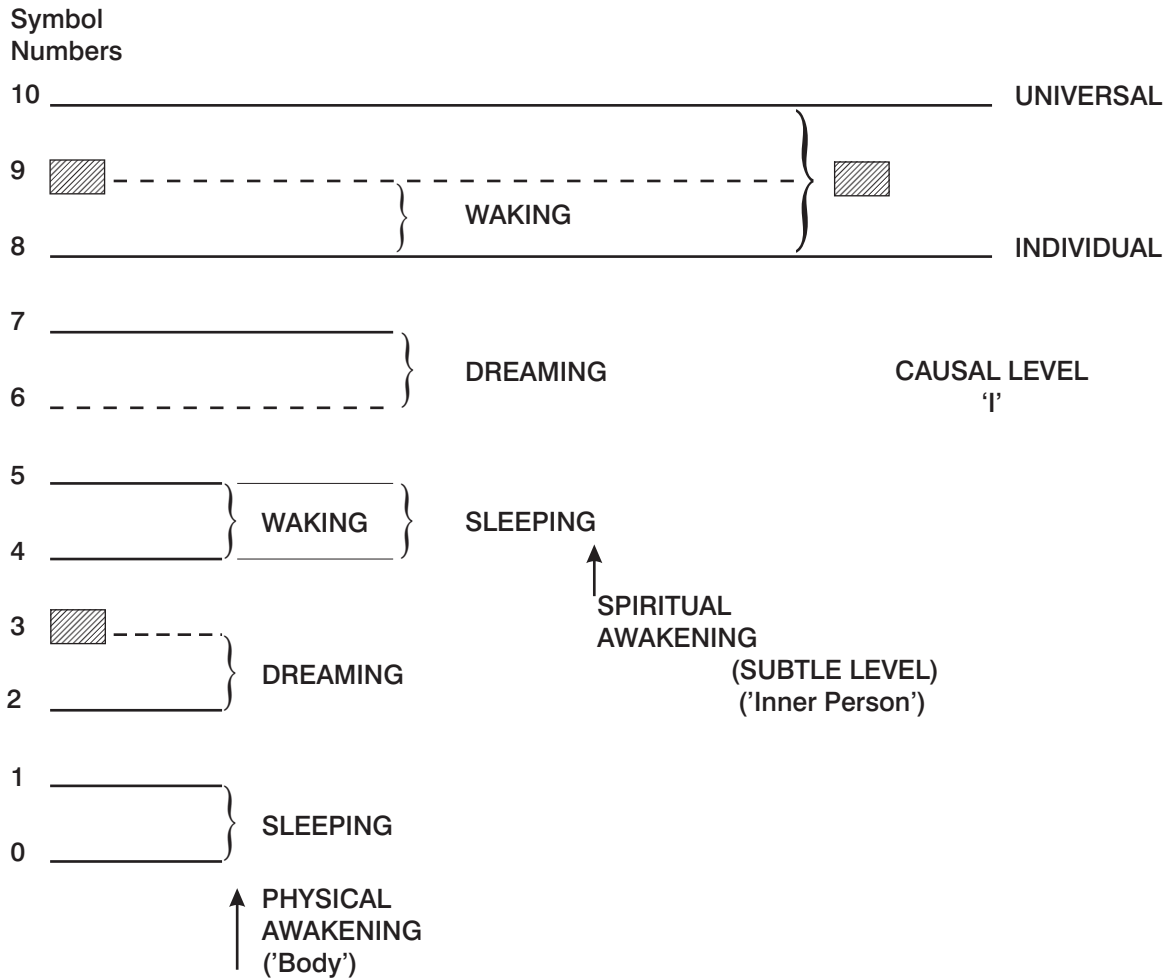 Symbol
Numbers
10 UNIVERSAL
9
WAKING
8 INDIVIDUAL
7
DREAMING CAUSAL LEVEL
6 ‘I’
5
WAKING SLEEPING
4
SPIRITUAL
3 AWAKENING
(SUBTLE LEVEL)
DREAMING
2 (’Inner Person’)
1
SLEEPING
0
PHYSICAL
AWAKENING
(’Body’)